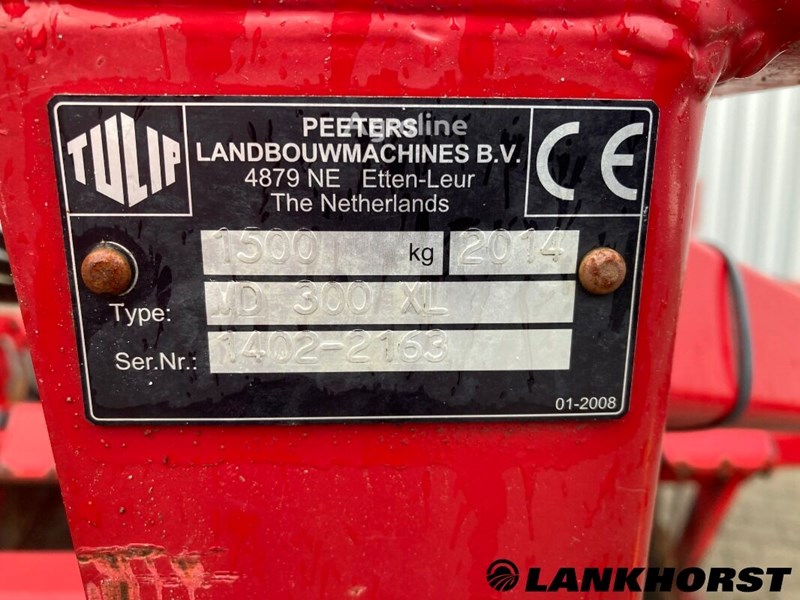 TULIP
PEETERS
Agroline
LANDBOUWMACHINES B.V.
4879 NE Etten-Leur
The Netherlands
CE
1500 kg 2014
Type: MD 300 XL
Ser.Nr.: 1402-2163
01-2008
LANKHORST